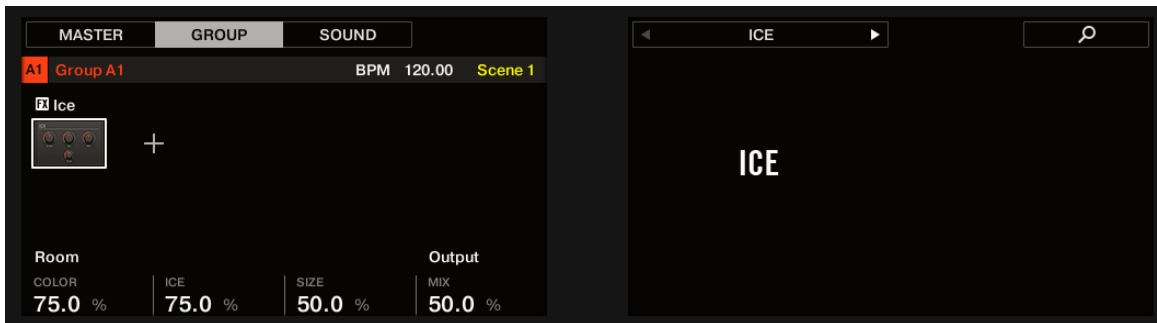 MASTER GROUP SOUND
A1 Group A1 BPM 120.00 Scene 1
FX Ice
Room Output
COLOR ICE SIZE MIX
75.0 % 75.0 % 50.0 % 50.0 %
ICE
ICE